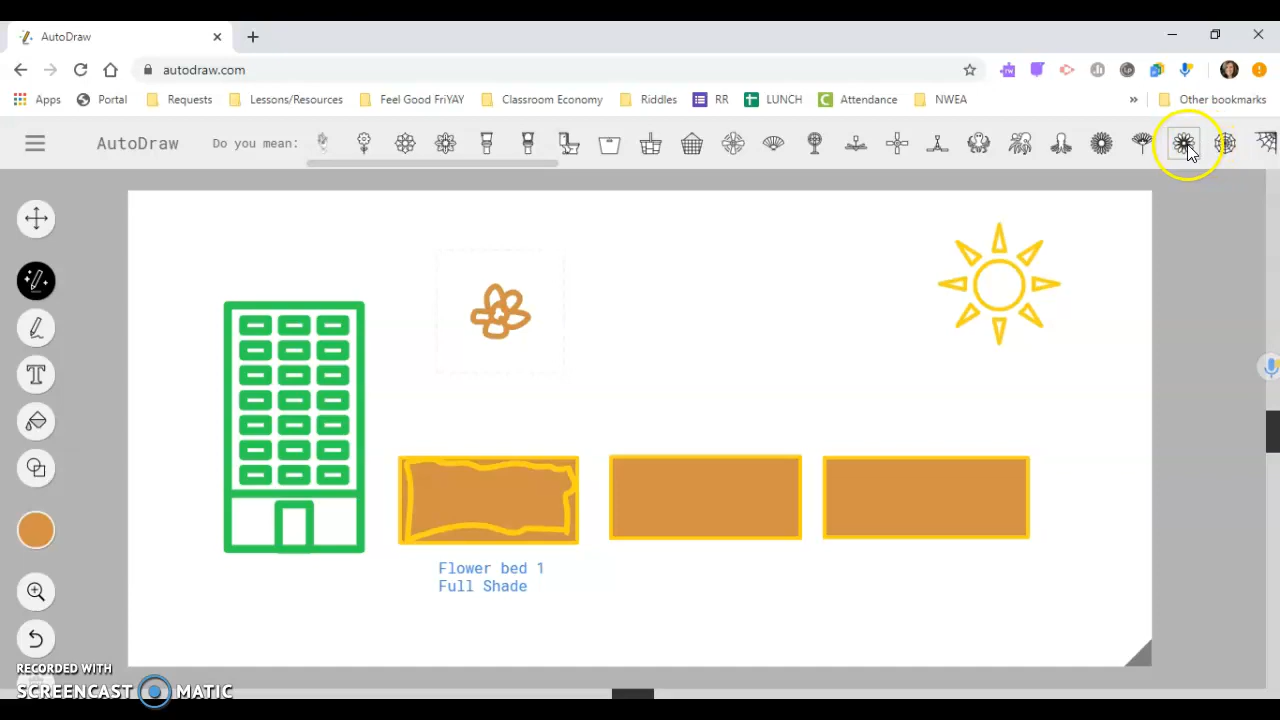 AutoDraw
autodraw.com
Apps Portal Requests Lessons/Resources Feel Good FriYAY Classroom Economy Riddles RR LUNCH Attendance NWEA » Other bookmarks
AutoDraw Do you mean:
T
Flower bed 1
Full Shade
RECORDED WITH
SCREENCAST MATIC